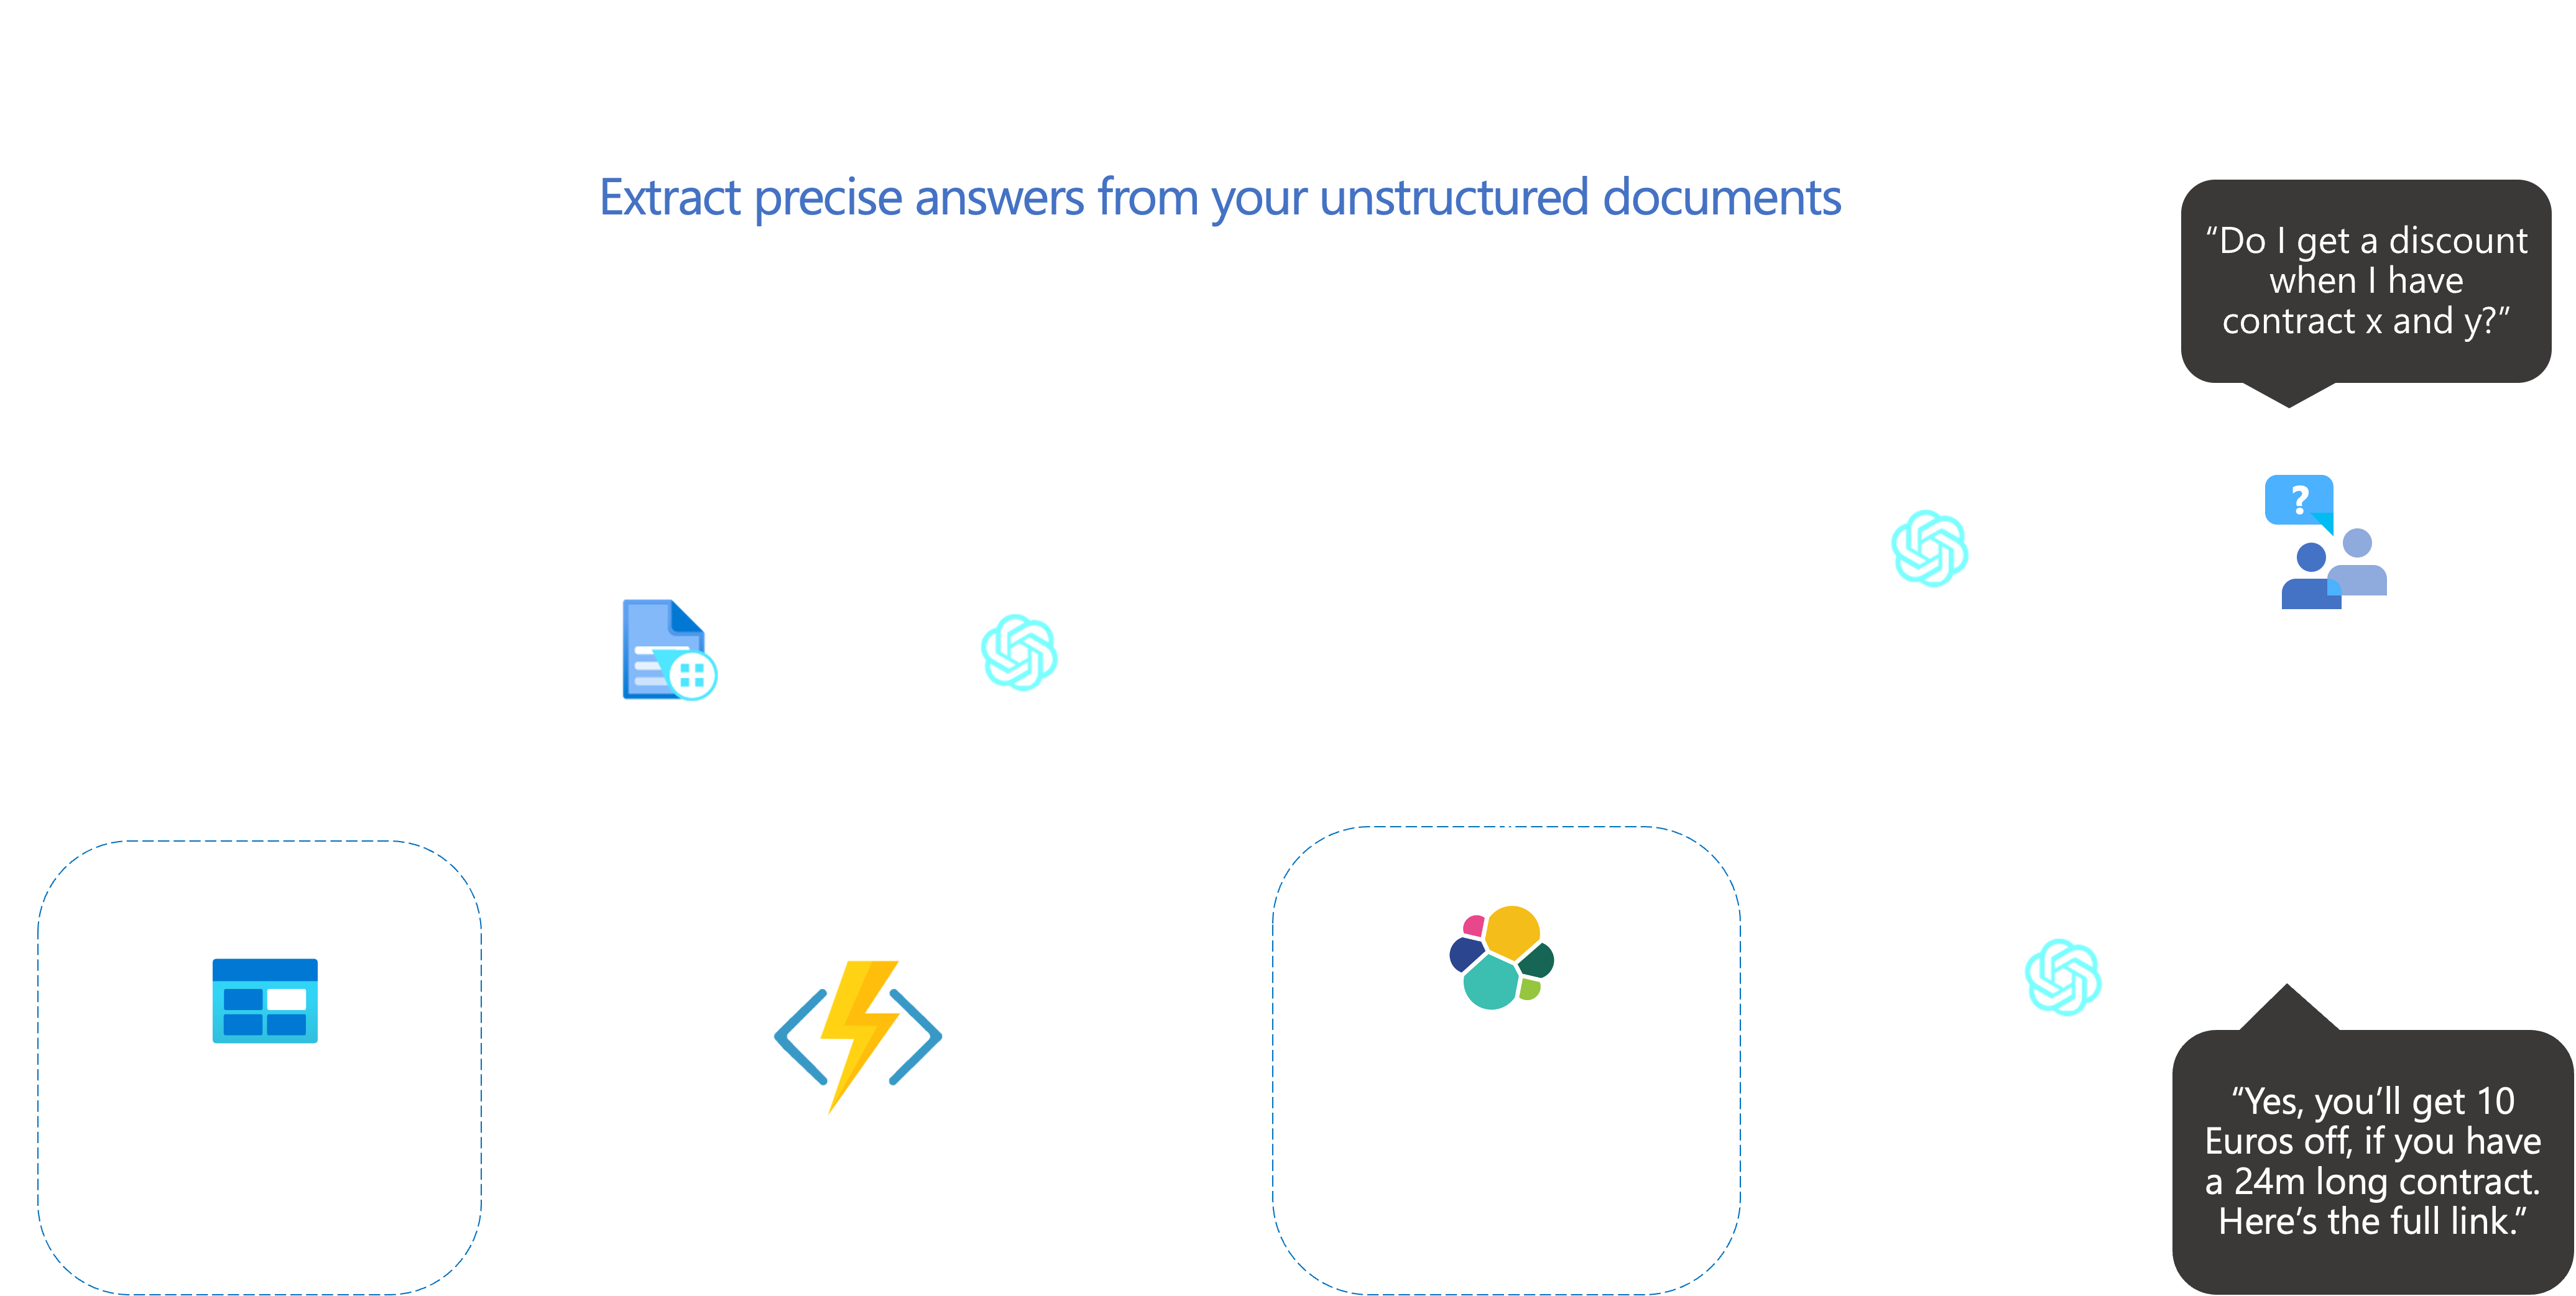 Extract precise answers from your unstructured documents
“Do I get a discount
when I have
contract x and y?”
?
“Yes, you’ll get 10
Euros off, if you have
a 24m long contract.
Here’s the full link.”